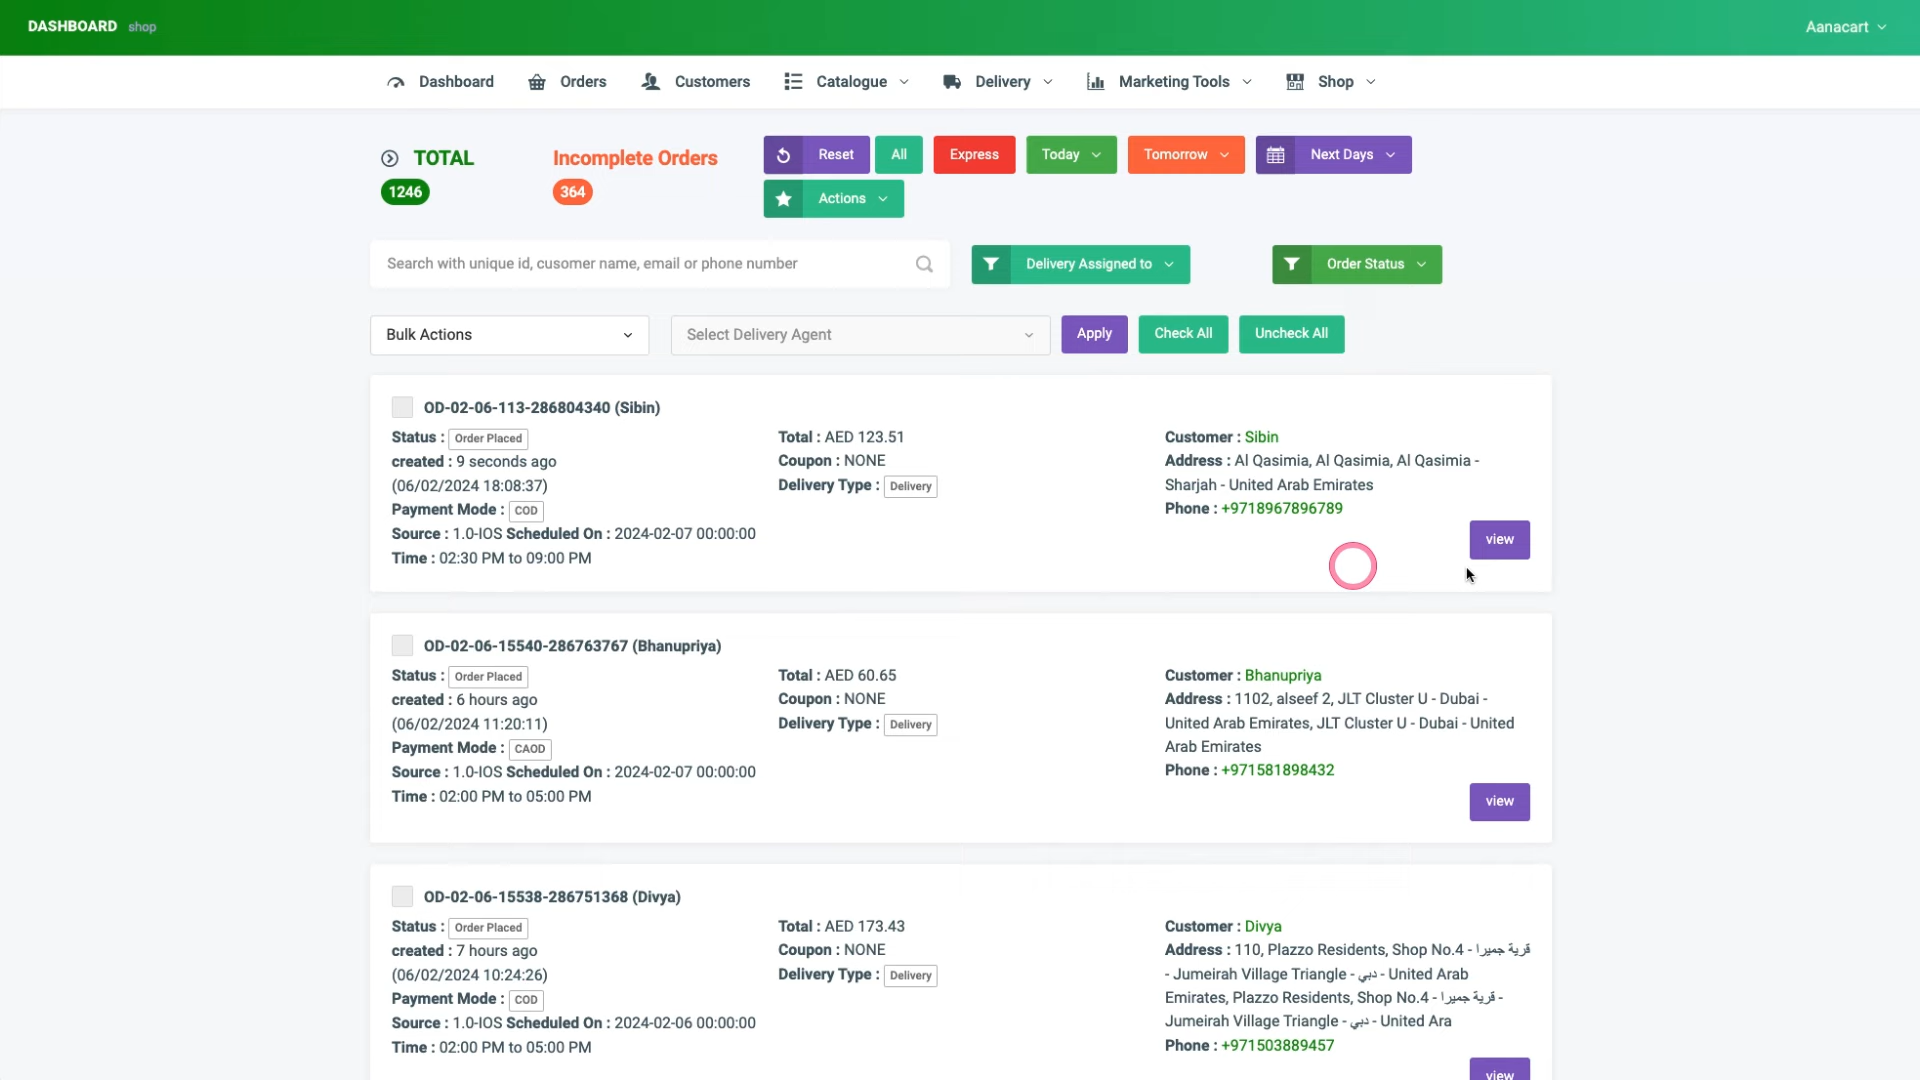 DASHBOARD shop
Aanacart
Dashboard Orders Customers Catalogue Delivery Marketing Tools Shop
TOTAL
1246
Incomplete Orders
364
Reset All Express Today Tomorrow Next Days
Actions
Search with unique id, cusomer name, email or phone number
Delivery Assigned to
Order Status
Bulk Actions
Select Delivery Agent
Apply
Check All
Uncheck All
OD-02-06-113-286804340 (Sibin)
Status : Order Placed
created : 9 seconds ago
(06/02/2024 18:08:37)
Payment Mode : COD
Source : 1.0-IOS Scheduled On : 2024-02-07 00:00:00
Time : 02:30 PM to 09:00 PM
Total : AED 123.51
Coupon : NONE
Delivery Type : Delivery
Customer : Sibin
Address : Al Qasimia, Al Qasimia, Al Qasimia -
Sharjah - United Arab Emirates
Phone : +9718967896789
view
OD-02-06-15540-286763767 (Bhanupriya)
Status : Order Placed
created : 6 hours ago
(06/02/2024 11:20:11)
Payment Mode : CAOD
Source : 1.0-IOS Scheduled On : 2024-02-07 00:00:00
Time : 02:00 PM to 05:00 PM
Total : AED 60.65
Coupon : NONE
Delivery Type : Delivery
Customer : Bhanupriya
Address : 1102, alseef 2, JLT Cluster U - Dubai -
United Arab Emirates, JLT Cluster U - Dubai - United
Arab Emirates
Phone : +971581898432
view
OD-02-06-15538-286751368 (Divya)
Status : Order Placed
created : 7 hours ago
(06/02/2024 10:24:26)
Payment Mode : COD
Source : 1.0-IOS Scheduled On : 2024-02-06 00:00:00
Time : 02:00 PM to 05:00 PM
Total : AED 173.43
Coupon : NONE
Delivery Type : Delivery
Customer : Divya
Address : 110, Plazzo Residents, Shop No.4 - قرية جميرا
- Jumeirah Village Triangle - دبي - United Arab
Emirates, Plazzo Residents, Shop No.4 - قرية جميرا -
Jumeirah Village Triangle - دبي - United Ara
Phone : +971503889457
view